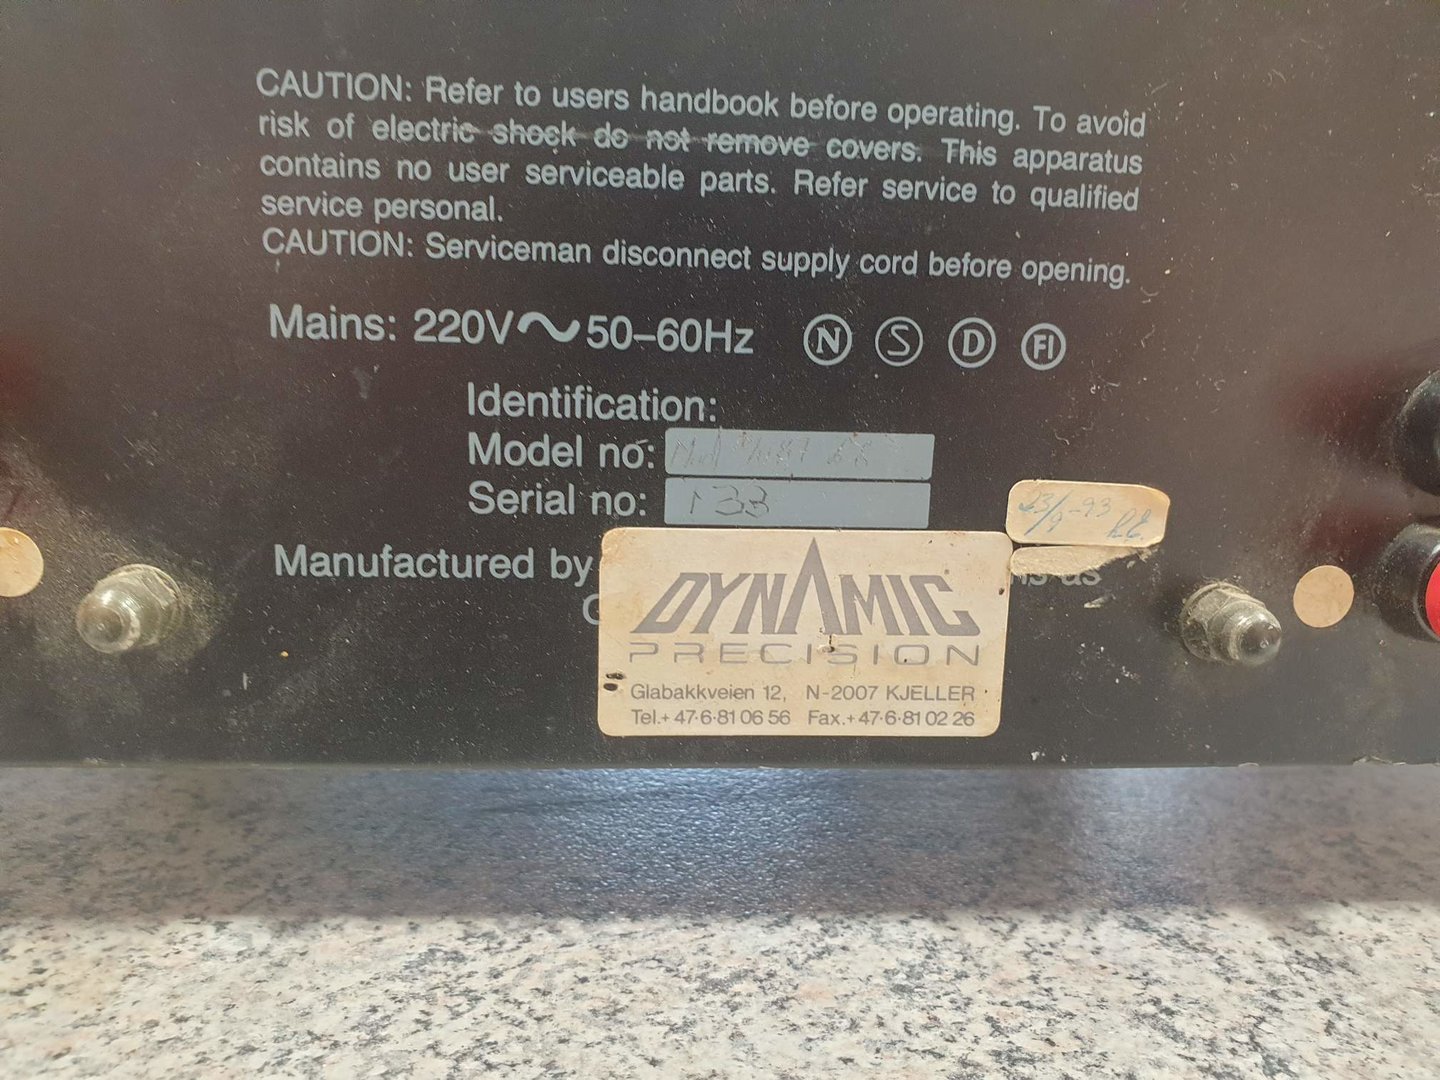 CAUTION: Refer to users handbook before operating. To avoid
risk of electric shock do not remove covers. This apparatus
contains no user serviceable parts. Refer service to qualified
service personal.
CAUTION: Serviceman disconnect supply cord before opening.
Mains: 220V~50–60Hz N S D FI
Identification:
Model no:
Serial no: 133
23/9-93
Manufactured by
DYNAMIC
PRECISION
Glabakkveien 12, N-2007 KJELLER
Tel.+ 47·6·81 06 56 Fax.+ 47·6·81 02 26